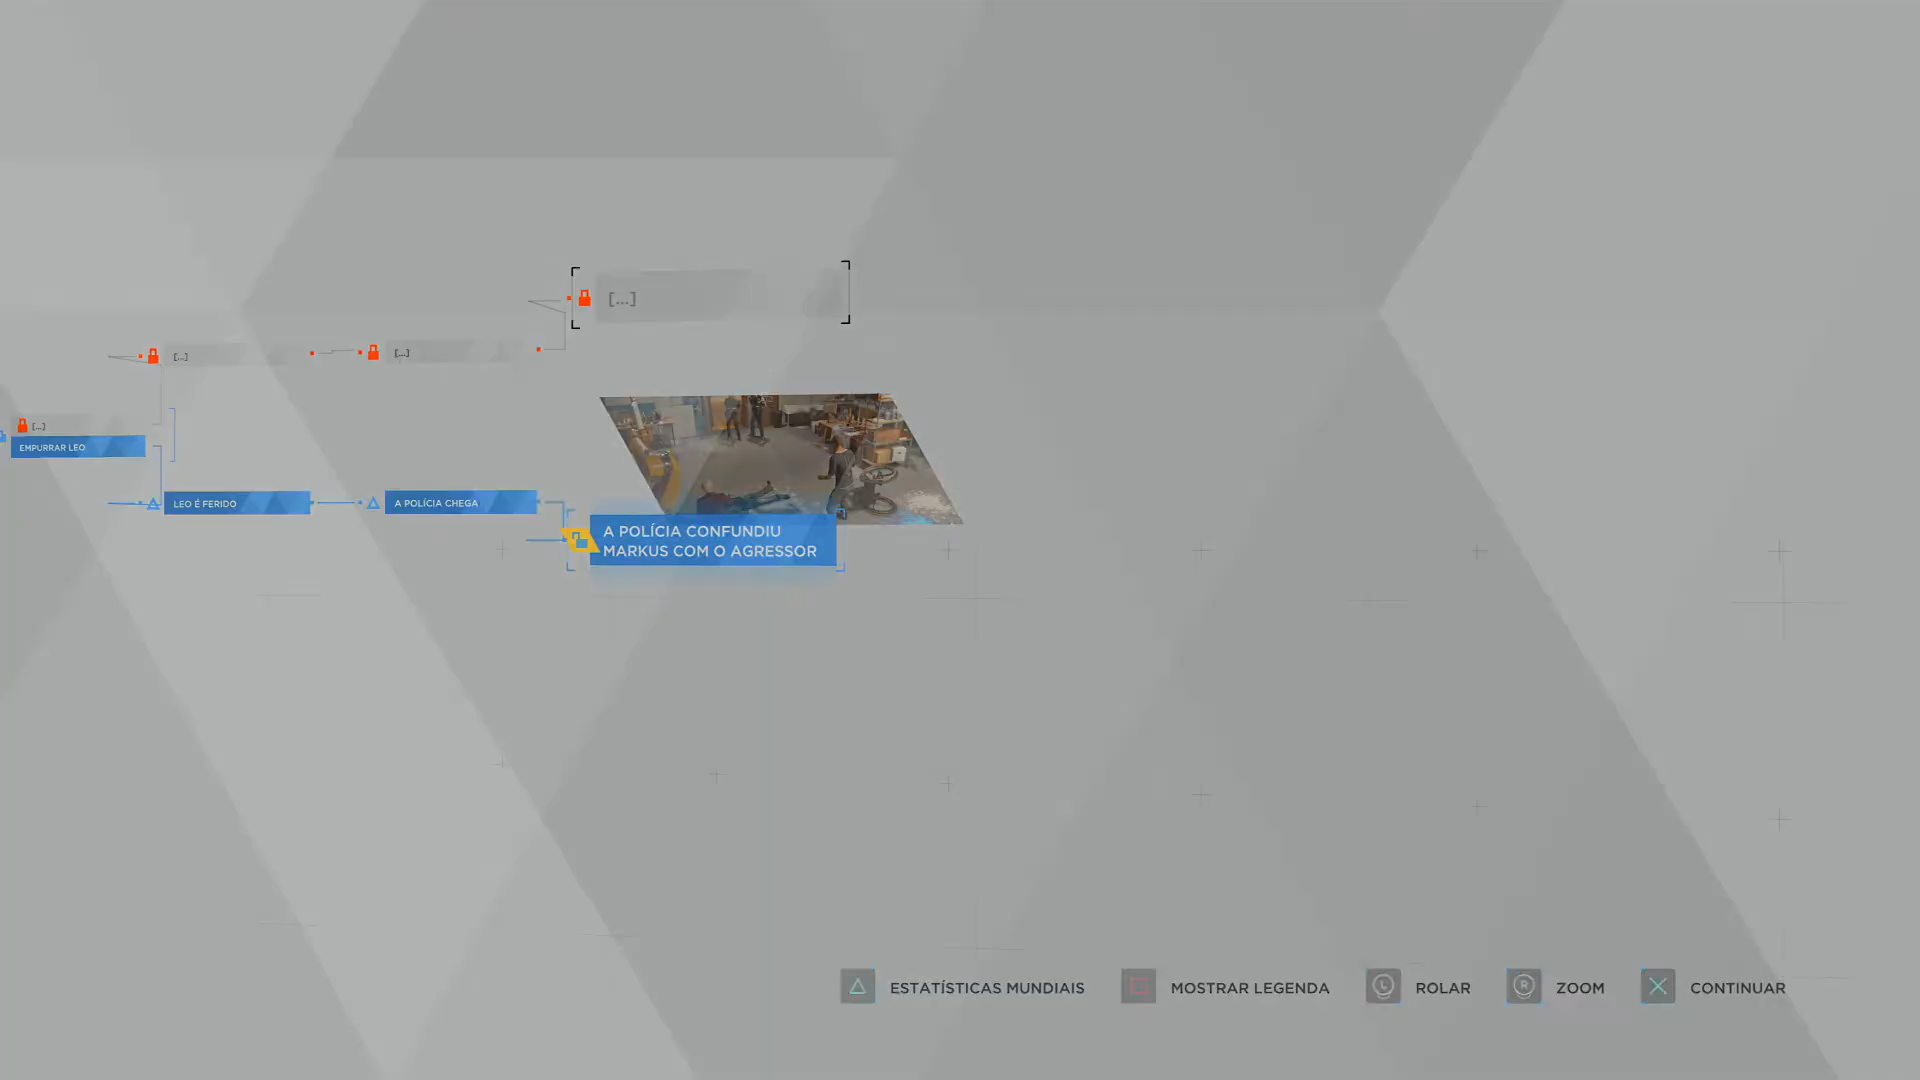 [...]
[...]
[...]
[...]
EMPURRAR LEO
LEO É FERIDO
A POLÍCIA CHEGA
A POLÍCIA CONFUNDIU
MARKUS COM O AGRESSOR
ESTATÍSTICAS MUNDIAIS
MOSTRAR LEGENDA
L
ROLAR
R
ZOOM
CONTINUAR